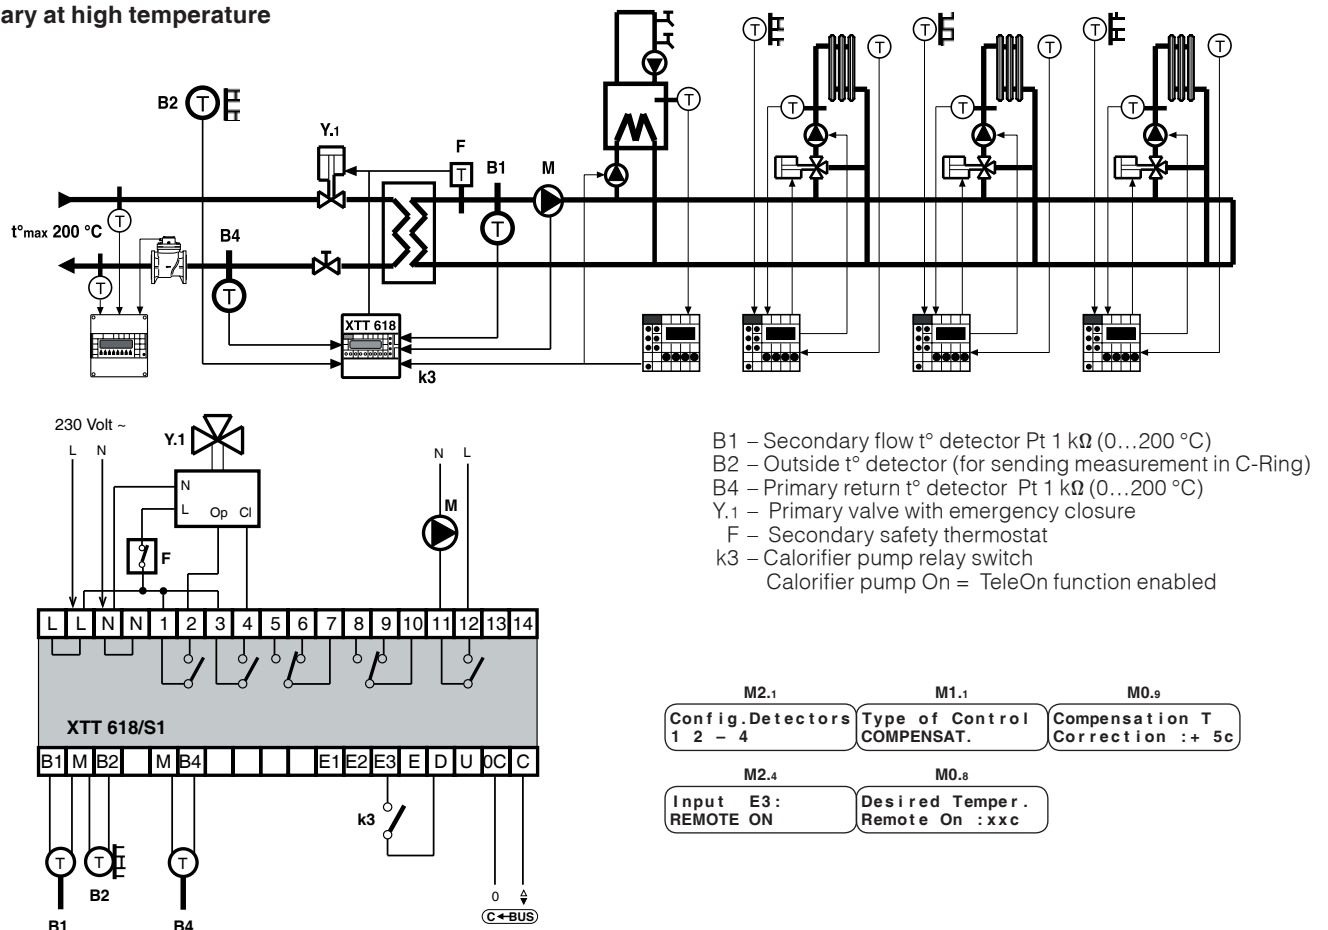 ary at high temperature
B2
T
Y.1
F
T
B1
M
T
T
T
T
T
T
T
T
T
T
T
t°max 200 °C
T
B4
T
T
T
XTT 618
k3
230 Volt ~
L N
Y.1
N
L Op Cl
F
N L
M
L L N N 1 2 3 4 5 6 7 8 9 10 11 12 13 14
XTT 618/S1
B1 M B2 M B4 E1 E2 E3 E D U 0C C
k3
T
T
T
B2
B1
B4
0
C BUS
B1 – Secondary flow t° detector Pt 1 kΩ (0…200 °C)
B2 – Outside t° detector (for sending measurement in C-Ring)
B4 – Primary return t° detector Pt 1 kΩ (0…200 °C)
Y.1 – Primary valve with emergency closure
F – Secondary safety thermostat
k3 – Calorifier pump relay switch
Calorifier pump On = TeleOn function enabled
M2.1
Config.Detectors
1 2 – 4
M1.1
Type of Control
COMPENSAT.
M0.9
Compensation T
Correction :+ 5c
M2.4
Input E3:
REMOTE ON
M0.8
Desired Temper.
Remote On :xxc